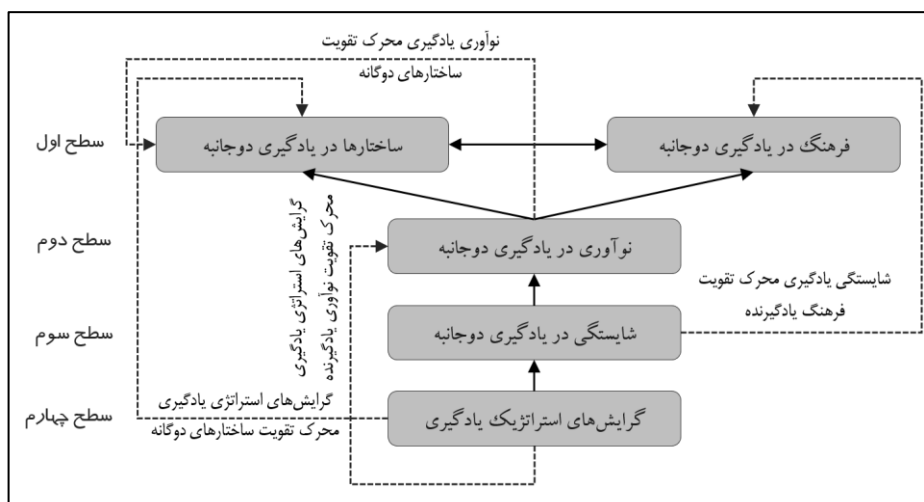 نوآوری یادگیری محرک تقویت
ساختارهای دوگانه
سطح اول
ساختارها در یادگیری دوجانبه
فرهنگ در یادگیری دوجانبه
گرایش‌های استراتژی یادگیری
محرک تقویت نوآوری یادگیرنده
سطح دوم
نوآوری در یادگیری دوجانبه
شایستگی یادگیری محرک تقویت
فرهنگ یادگیرنده
سطح سوم
شایستگی در یادگیری دوجانبه
سطح چهارم
گرایش‌های استراتژی یادگیری
محرک تقویت ساختارهای دوگانه
گرایش‌های استراتژیک یادگیری